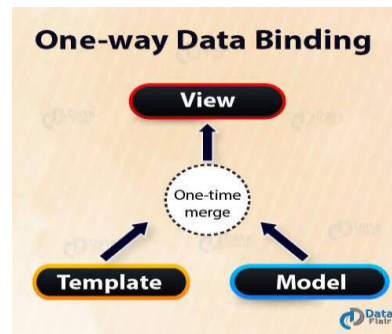 One-way Data Binding
View
One-time
merge
Template
Model
Data
Flair